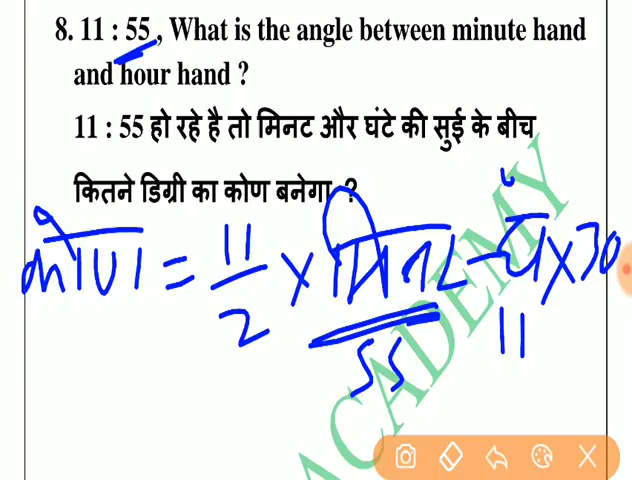 8. 11 : 55 , What is the angle between minute hand
and hour hand ?
11 : 55 हो रहे है तो मिनट और घंटे की सुई के बीच
कितने डिग्री का कोण बनेगा ?
कोण = 11/2 × मिनट - घं × 30
55 11
ACADEMY